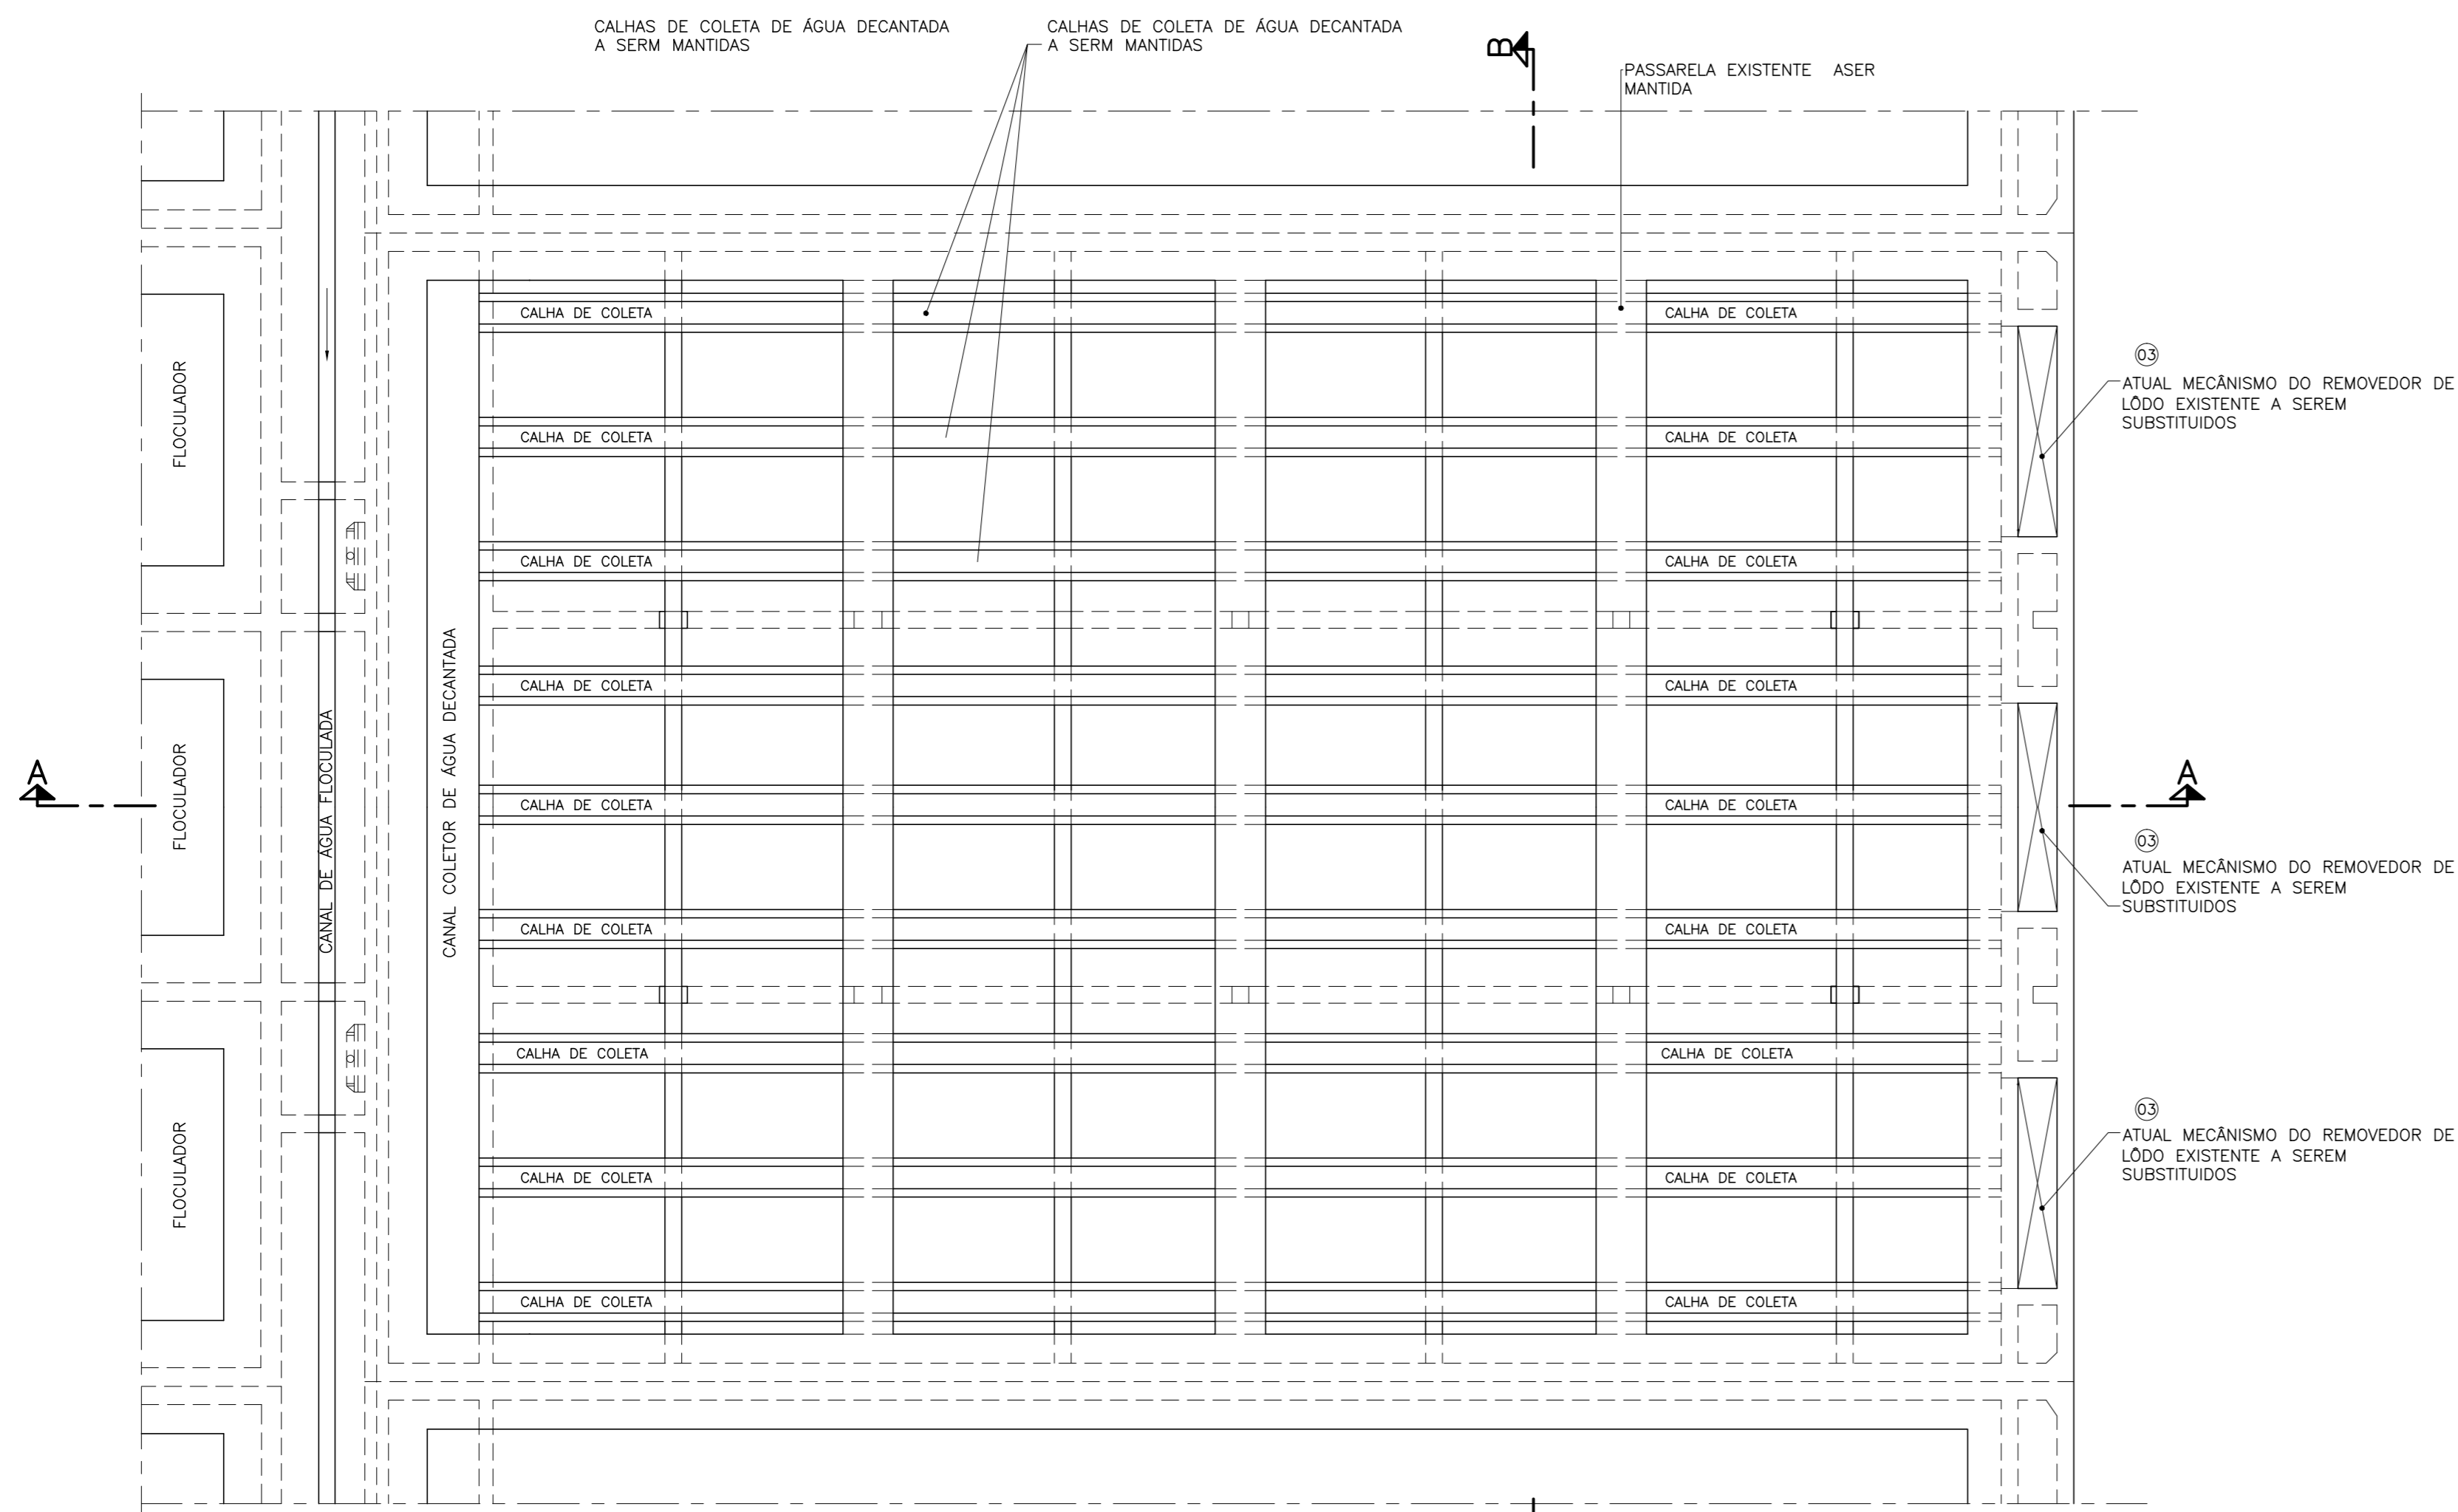 CALHAS DE COLETA DE ÁGUA DECANTADA
A SERM MANTIDAS
CALHAS DE COLETA DE ÁGUA DECANTADA
A SERM MANTIDAS
B
PASSARELA EXISTENTE ASER
MANTIDA
CALHA DE COLETA
CALHA DE COLETA
03
ATUAL MECÂNISMO DO REMOVEDOR DE
LÔDO EXISTENTE A SEREM
SUBSTITUIDOS
FLOCULADOR
CALHA DE COLETA
CALHA DE COLETA
CALHA DE COLETA
CALHA DE COLETA
CALHA DE COLETA
CALHA DE COLETA
A
FLOCULADOR
CANAL DE ÁGUA FLOCULADA
CANAL COLETOR DE ÁGUA DECANTADA
CALHA DE COLETA
CALHA DE COLETA
A
03
ATUAL MECÂNISMO DO REMOVEDOR DE
LÔDO EXISTENTE A SEREM
SUBSTITUIDOS
CALHA DE COLETA
CALHA DE COLETA
CALHA DE COLETA
CALHA DE COLETA
03
ATUAL MECÂNISMO DO REMOVEDOR DE
LÔDO EXISTENTE A SEREM
SUBSTITUIDOS
FLOCULADOR
CALHA DE COLETA
CALHA DE COLETA
CALHA DE COLETA
CALHA DE COLETA